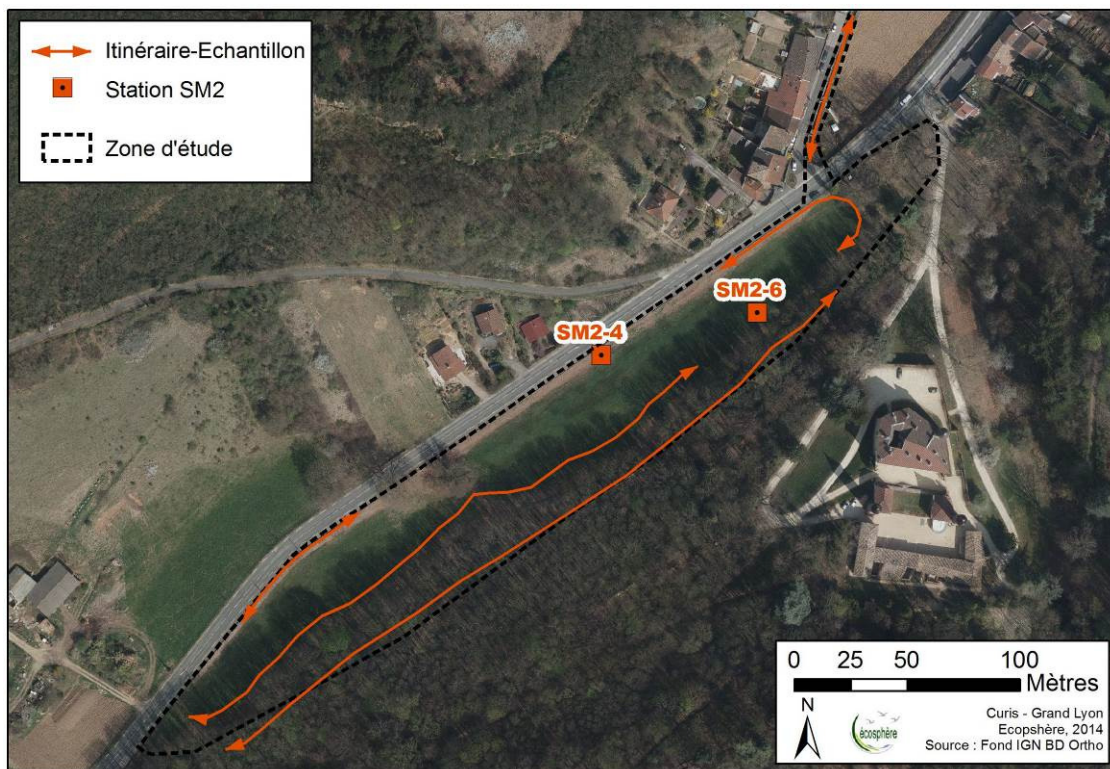 Itinéraire-Echantillon
Station SM2
Zone d'étude
SM2-6
SM2-4
0 25 50 100
Mètres
N
écosphère
Curis - Grand Lyon
Ecopshère, 2014
Source : Fond IGN BD Ortho